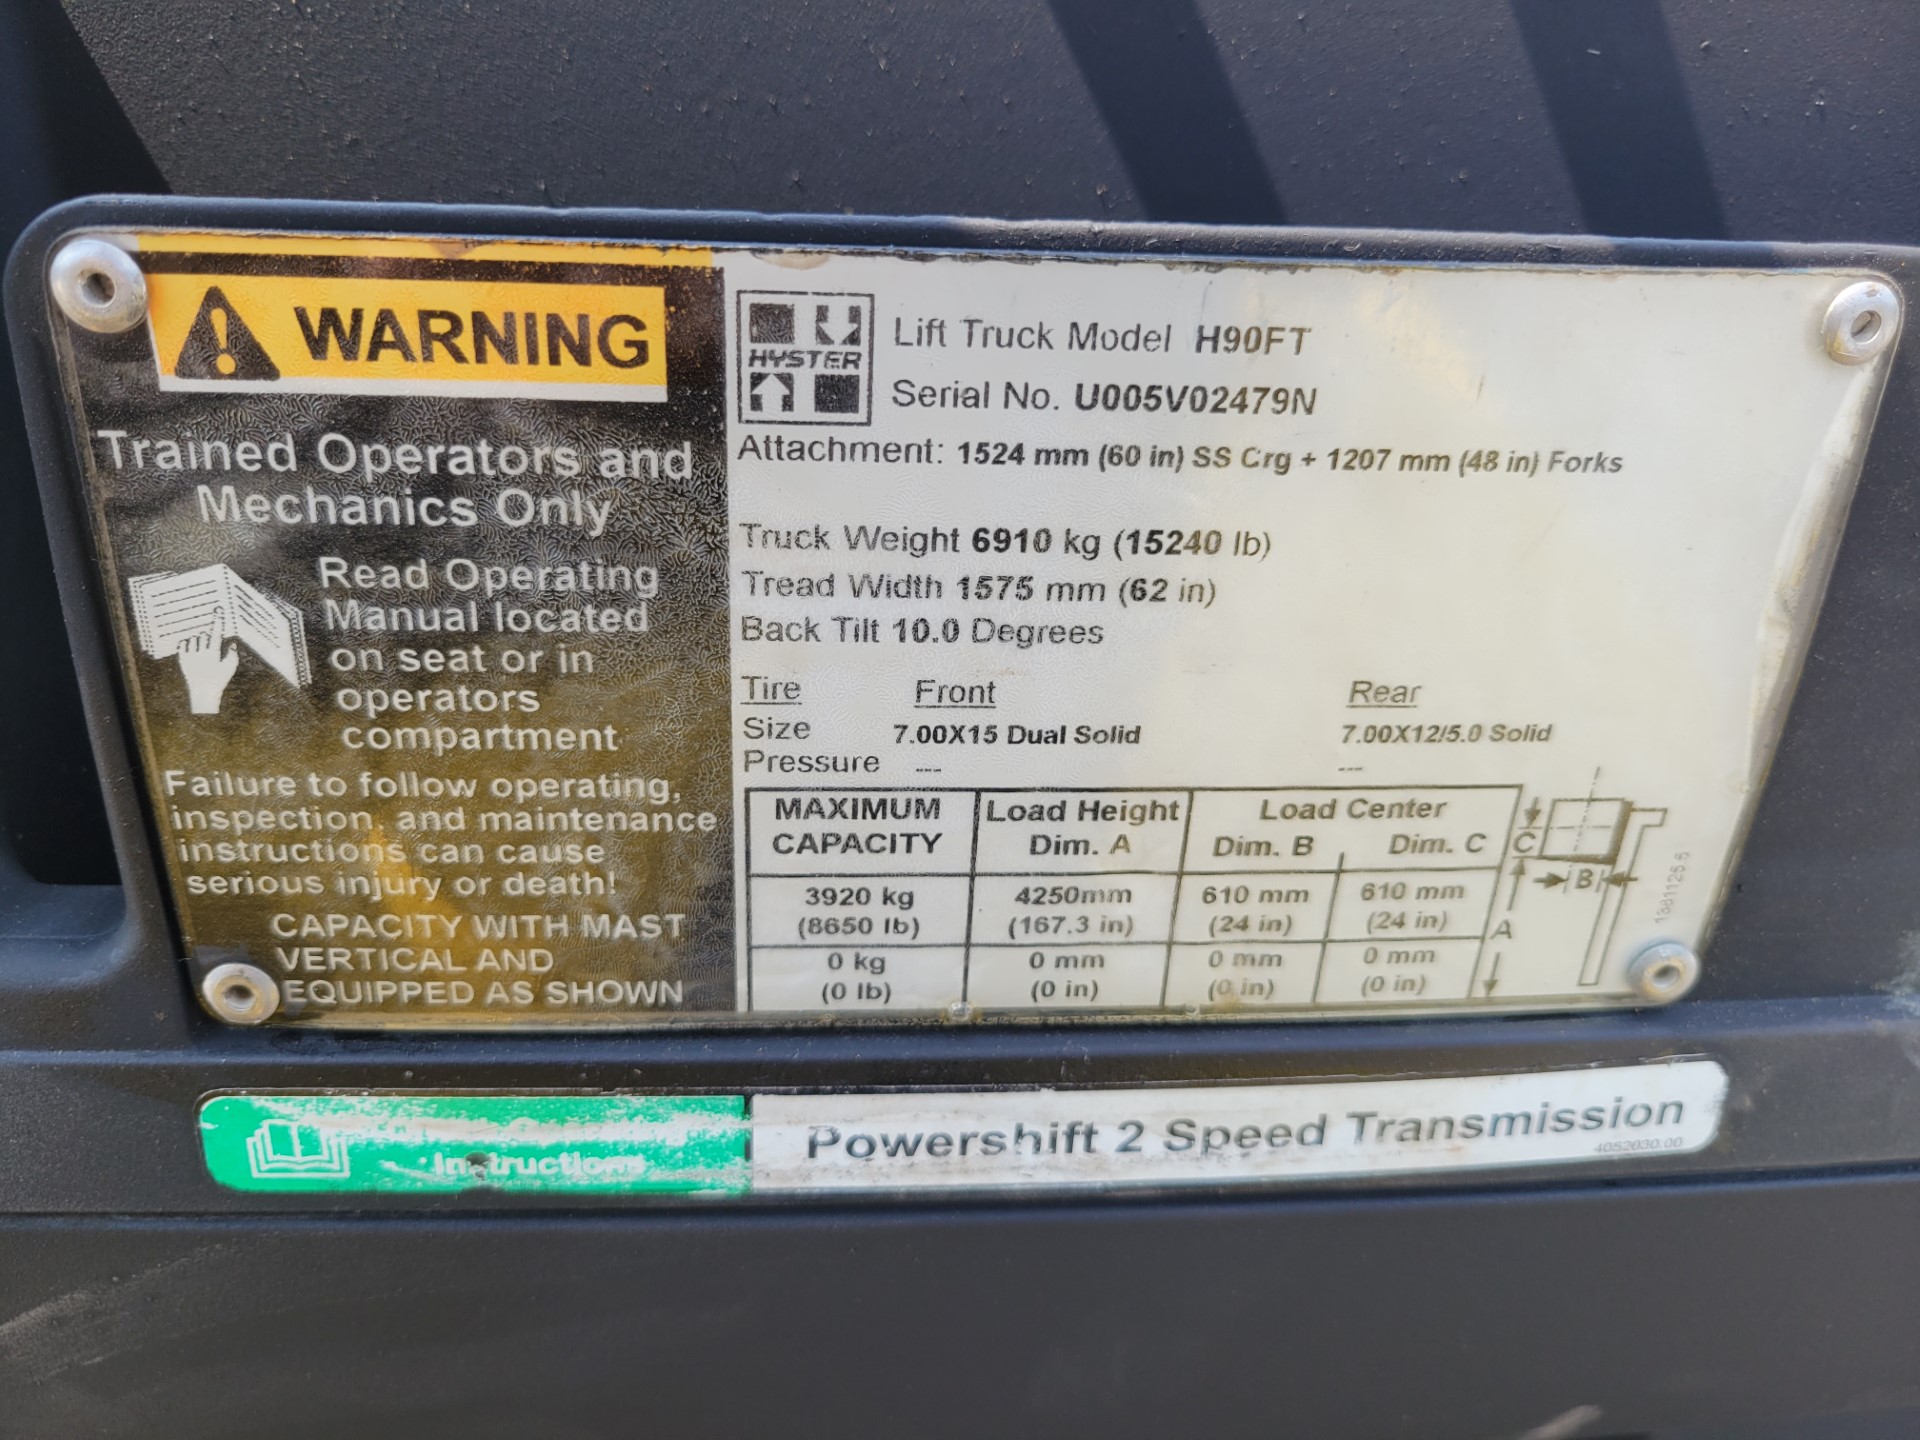 WARNING
Trained Operators and
Mechanics Only
Read Operating
Manual located
on seat or in
operators
compartment
Failure to follow operating,
inspection, and maintenance
instructions can cause
serious injury or death!
CAPACITY WITH MAST
VERTICAL AND
EQUIPPED AS SHOWN
HYSTER
Lift Truck Model H90FT
Serial No. U005V02479N
Attachment: 1524 mm (60 in) SS Crg + 1207 mm (48 in) Forks
Truck Weight 6910 kg (15240 lb)
Tread Width 1575 mm (62 in)
Back Tilt 10.0 Degrees
Tire Front Rear
Size 7.00X15 Dual Solid 7.00X12/5.0 Solid
Pressure --- ---
MAXIMUM Load Height Load Center
CAPACITY Dim. A Dim. B Dim. C
3920 kg 4250mm 610 mm 610 mm
(8650 lb) (167.3 in) (24 in) (24 in)
0 kg 0 mm 0 mm 0 mm
(0 lb) (0 in) (0 in) (0 in)
C
B
A
1881126.6
Instructions
Powershift 2 Speed Transmission
4052030.00